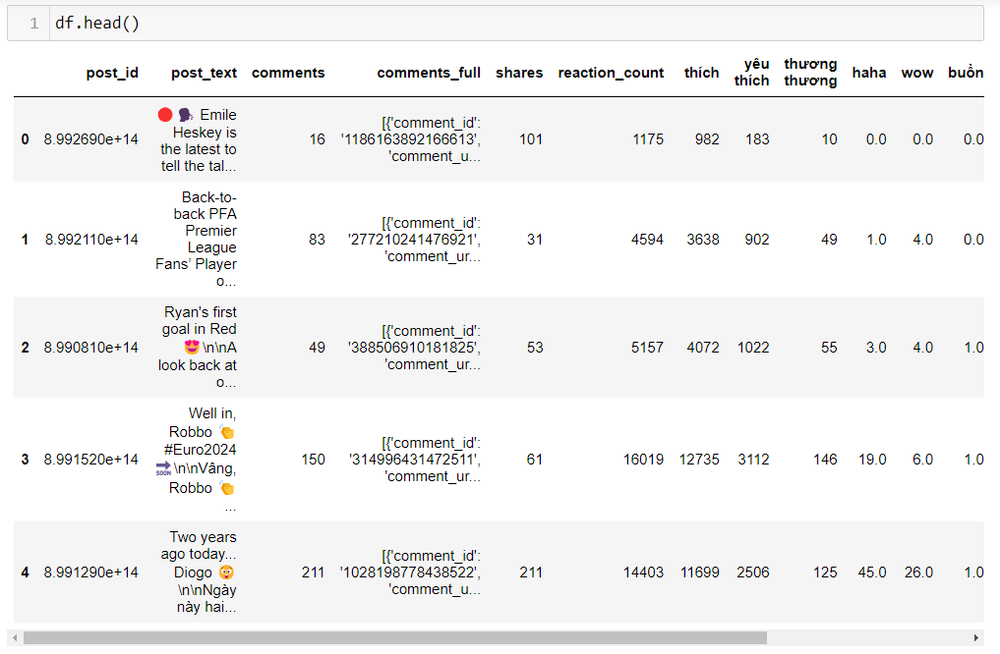 1 df.head()
post_id post_text comments comments_full shares reaction_count thích yêu thích thương thương haha wow buồn
0 8.992690e+14 🔴 🗣 Emile Heskey is the latest to tell the tal... 16 [{'comment_id': '1186163892166613', 'comment_u... 101 1175 982 183 10 0.0 0.0 0.0
1 8.992110e+14 Back-to-back PFA Premier League Fans’ Player o... 83 [{'comment_id': '277210241476921', 'comment_ur... 31 4594 3638 902 49 1.0 4.0 0.0
2 8.990810e+14 Ryan's first goal in Red 😍 \n\nA look back at o... 49 [{'comment_id': '388506910181825', 'comment_ur... 53 5157 4072 1022 55 3.0 4.0 1.0
3 8.991520e+14 Well in, Robbo 👏 #Euro2024 🔜 \n\nVâng, Robbo 👏 ... 150 [{'comment_id': '314996431472511', 'comment_ur... 61 16019 12735 3112 146 19.0 6.0 1.0
4 8.991290e+14 Two years ago today... Diogo 😳 \n\nNgày này hai... 211 [{'comment_id': '1028198778438522', 'comment_u... 211 14403 11699 2506 125 45.0 26.0 1.0